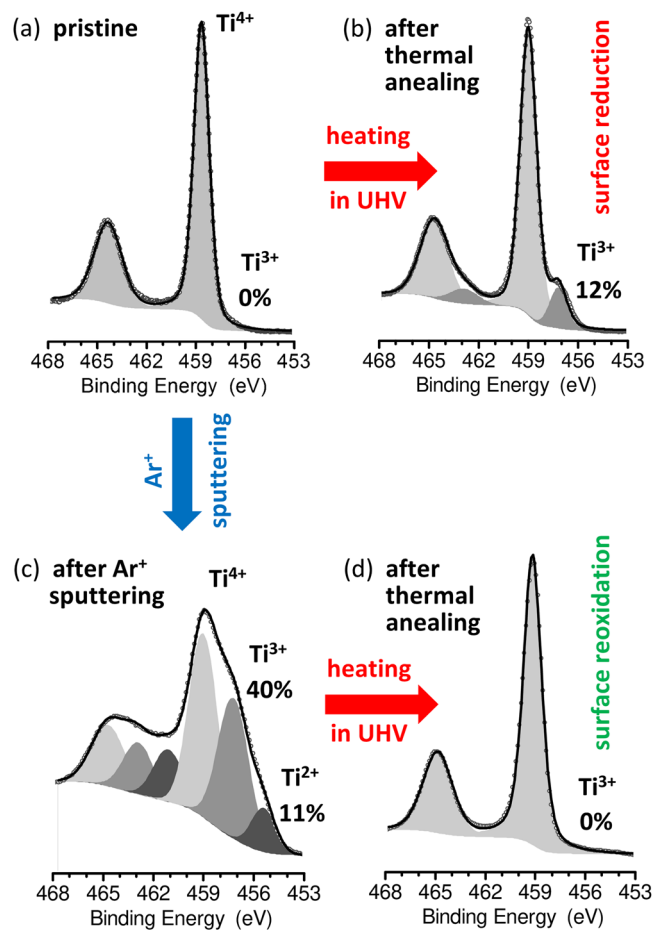 (a) pristine
Ti4+
Ti3+
0%
468 465 462 459 456 453
Binding Energy (eV)
heating
in UHV
(b) after
thermal
anealing
surface reduction
Ti3+
12%
468 465 462 459 456 453
Binding Energy (eV)
Ar+
sputtering
(c) after Ar+
sputtering
Ti4+
Ti3+
40%
Ti2+
11%
468 465 462 459 456 453
Binding Energy (eV)
heating
in UHV
(d) after
thermal
anealing
surface reoxidation
Ti3+
0%
468 465 462 459 456 453
Binding Energy (eV)